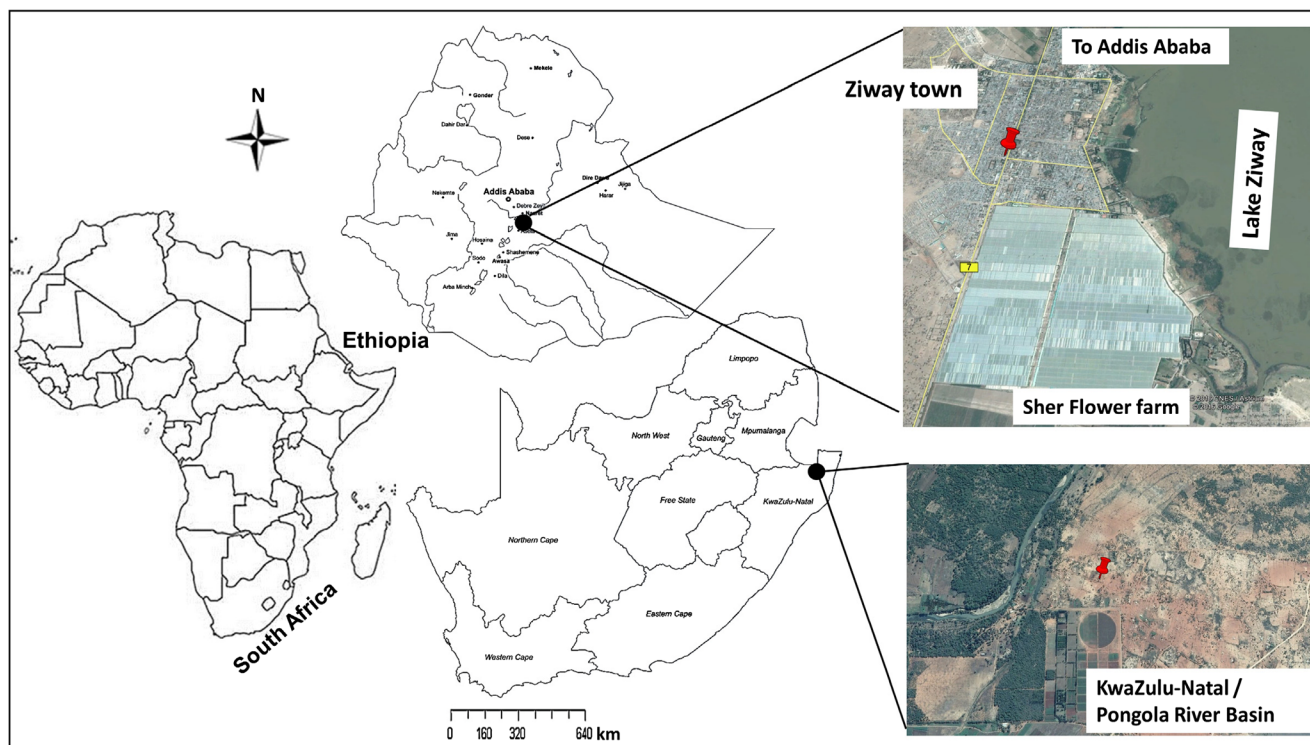 N
Mekele
Gonder
Dahir Dar
Dese
Nekemte
Addis Ababa
Debre Zeyt
Nazret
Dire Dawa
Harar
Jijiga
Jima
Hosaina
Shashemene
Sodo
Awasa
Dila
Arba Minch
Ethiopia
South Africa
Limpopo
North West
Gauteng
Mpumalanga
Free State
KwaZulu-Natal
Northern Cape
Eastern Cape
Western Cape
0 160 320 640 km
To Addis Ababa
Ziway town
Lake Ziway
7
Sher Flower farm
KwaZulu-Natal /
Pongola River Basin